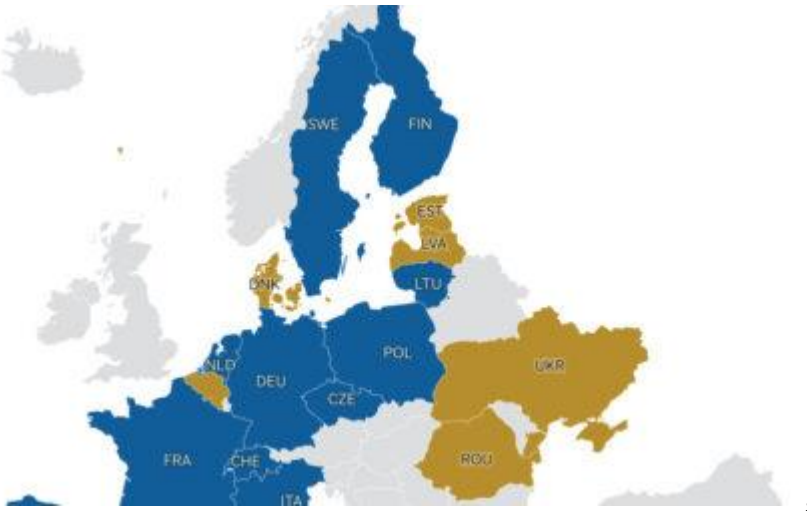 SWE
FIN
EST
LVA
DNK
LTU
POL
NLD
UKR
DEU
CZE
FRA
CHE
ROU
ITA